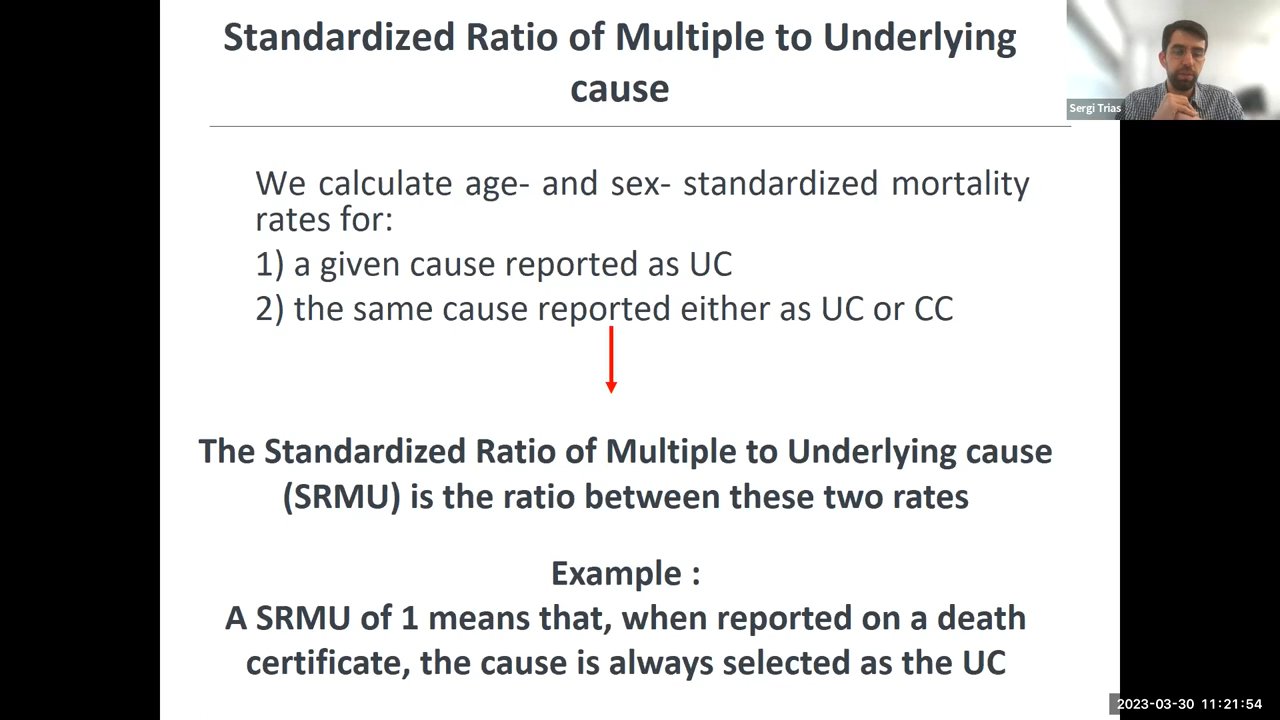 Standardized Ratio of Multiple to Underlying
cause
Sergi Trias
We calculate age- and sex- standardized mortality
rates for:
1) a given cause reported as UC
2) the same cause reported either as UC or CC
The Standardized Ratio of Multiple to Underlying cause
(SRMU) is the ratio between these two rates
Example :
A SRMU of 1 means that, when reported on a death
certificate, the cause is always selected as the UC
2023-03-30 11:21:54